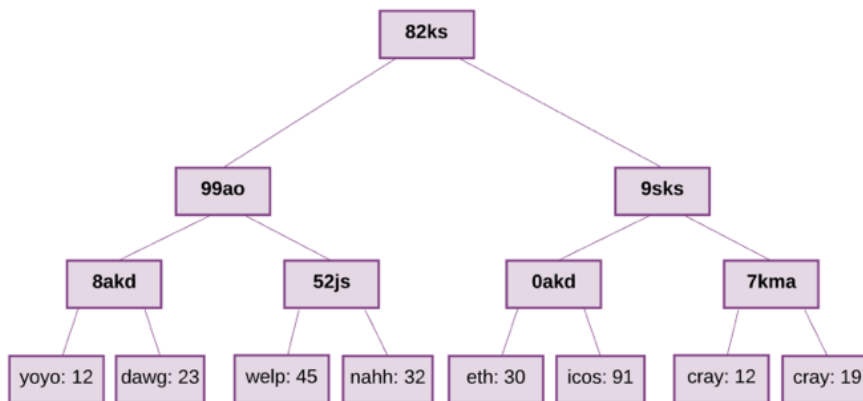 82ks
99ao
9sks
8akd
52js
0akd
7kma
yoyo: 12
dawg: 23
welp: 45
nahh: 32
eth: 30
icos: 91
cray: 12
cray: 19